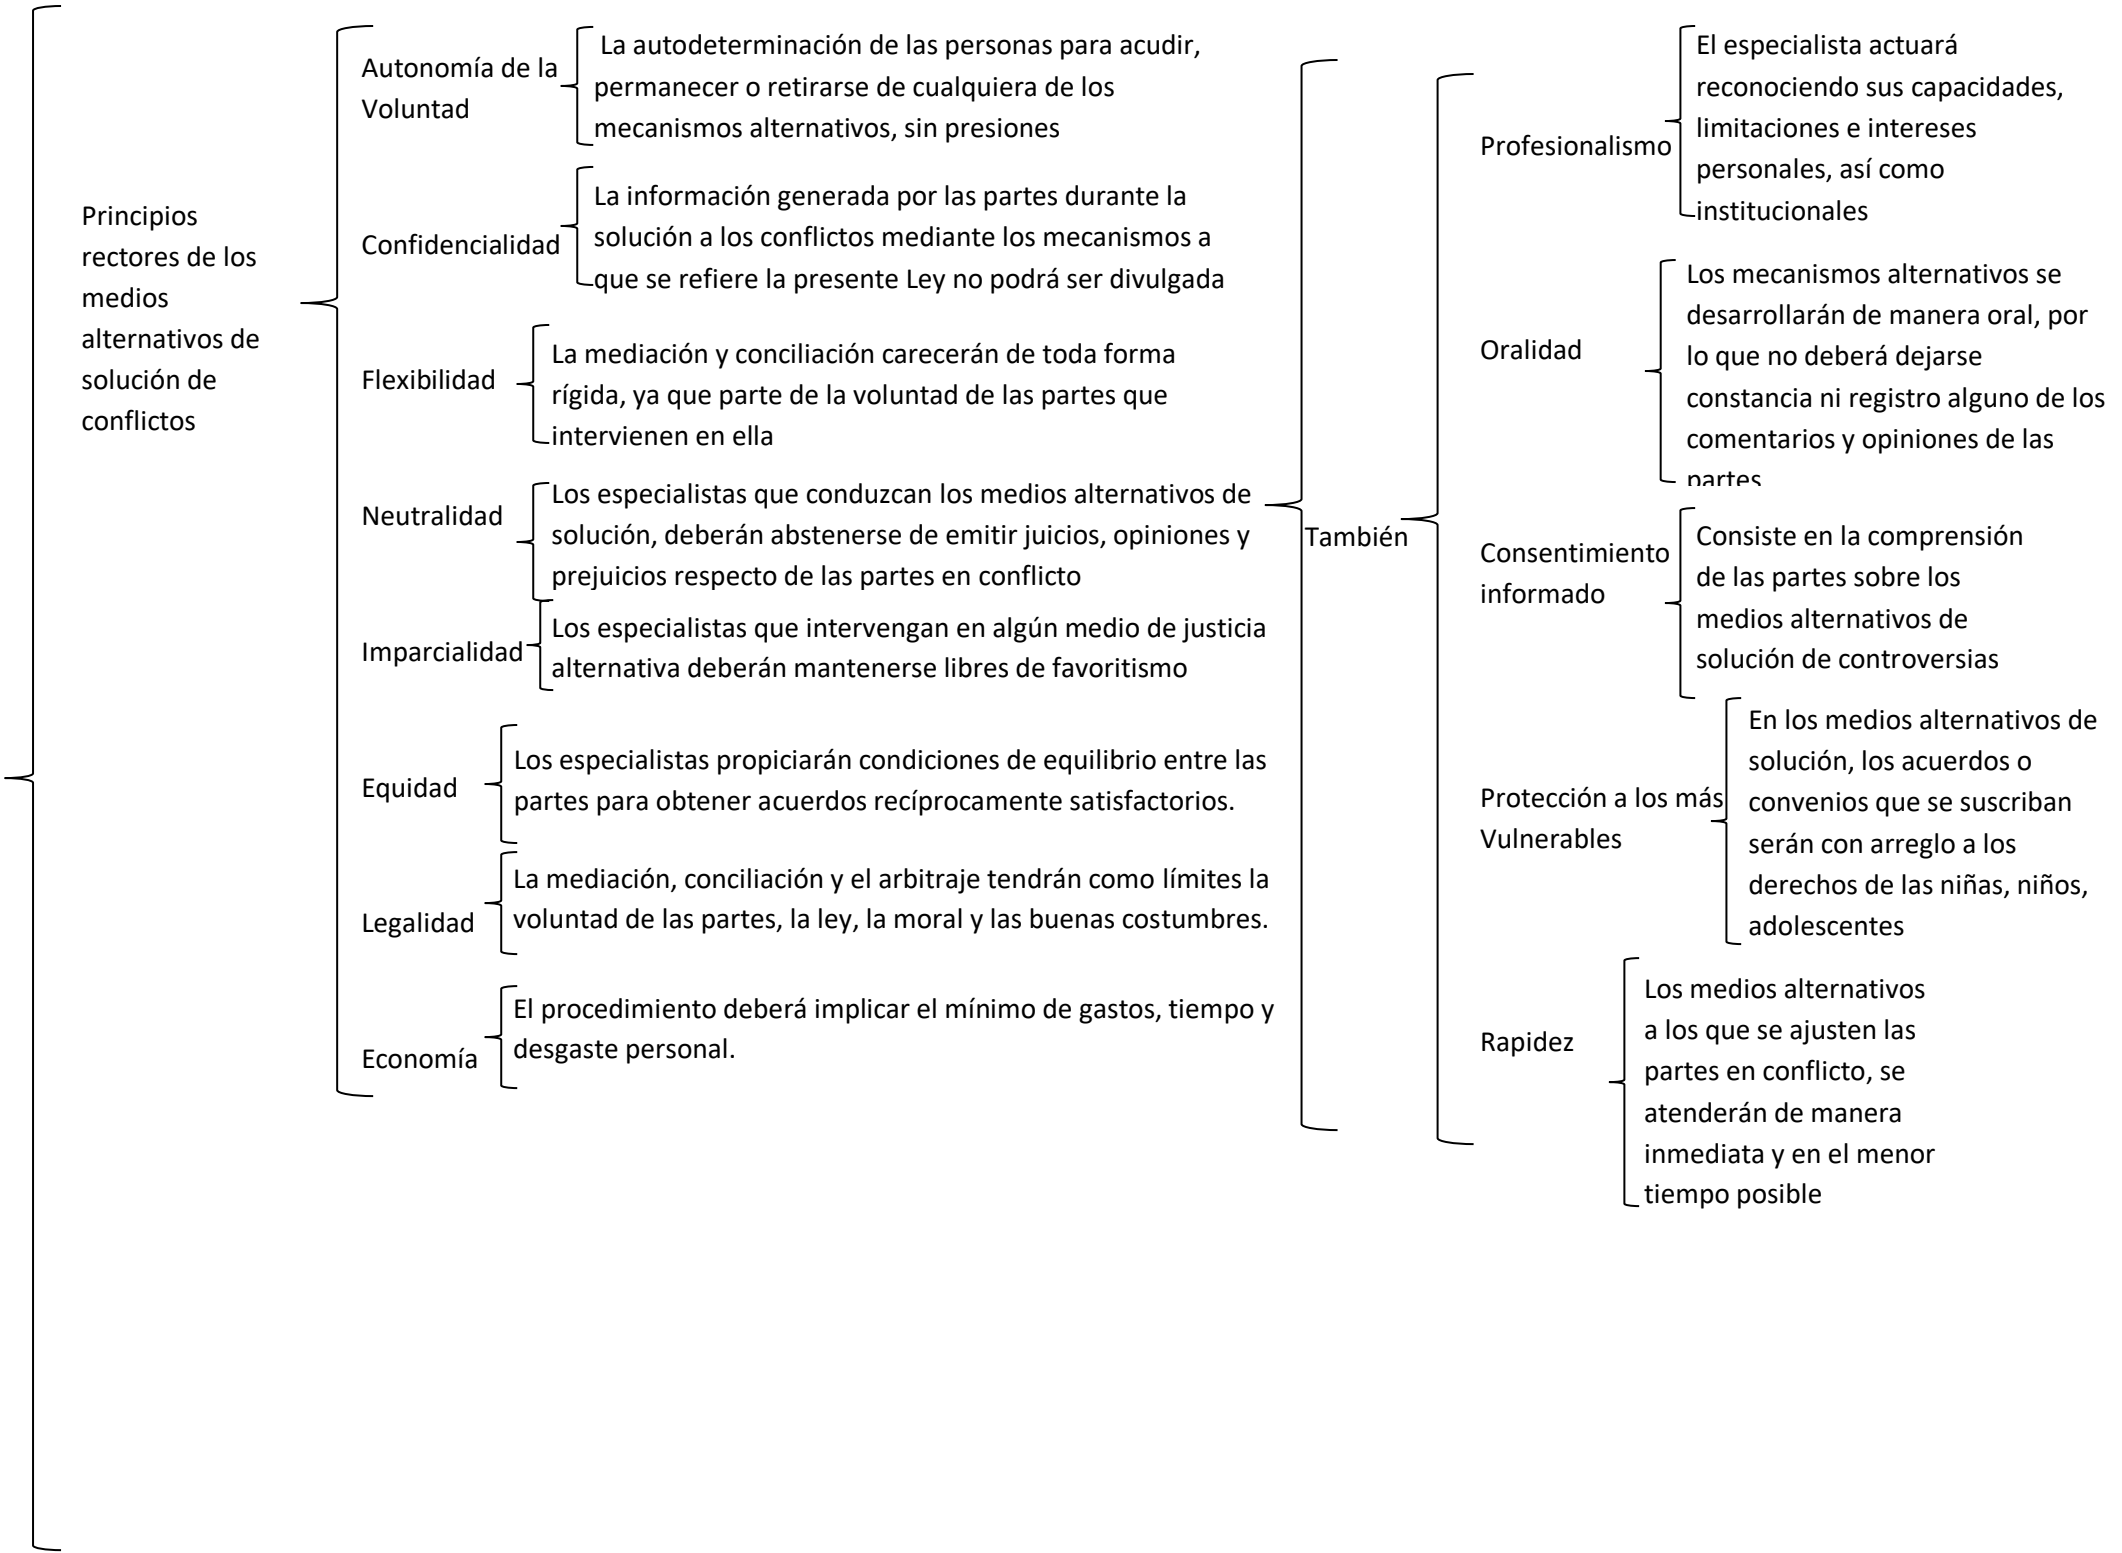 Principios
rectores de los
medios
alternativos de
solución de
conflictos
Autonomía de la
Voluntad
La autodeterminación de las personas para acudir,
permanecer o retirarse de cualquiera de los
mecanismos alternativos, sin presiones
Confidencialidad
La información generada por las partes durante la
solución a los conflictos mediante los mecanismos a
que se refiere la presente Ley no podrá ser divulgada
Flexibilidad
La mediación y conciliación carecerán de toda forma
rígida, ya que parte de la voluntad de las partes que
intervienen en ella
Neutralidad
Los especialistas que conduzcan los medios alternativos de
solución, deberán abstenerse de emitir juicios, opiniones y
prejuicios respecto de las partes en conflicto
Imparcialidad
Los especialistas que intervengan en algún medio de justicia
alternativa deberán mantenerse libres de favoritismo
Equidad
Los especialistas propiciarán condiciones de equilibrio entre las
partes para obtener acuerdos recíprocamente satisfactorios.
Legalidad
La mediación, conciliación y el arbitraje tendrán como límites la
voluntad de las partes, la ley, la moral y las buenas costumbres.
Economía
El procedimiento deberá implicar el mínimo de gastos, tiempo y
desgaste personal.
También
Profesionalismo
El especialista actuará
reconociendo sus capacidades,
limitaciones e intereses
personales, así como
institucionales
Oralidad
Los mecanismos alternativos se
desarrollarán de manera oral, por
lo que no deberá dejarse
constancia ni registro alguno de los
comentarios y opiniones de las
partes
Consentimiento
informado
Consiste en la comprensión
de las partes sobre los
medios alternativos de
solución de controversias
Protección a los más
Vulnerables
En los medios alternativos de
solución, los acuerdos o
convenios que se suscriban
serán con arreglo a los
derechos de las niñas, niños,
adolescentes
Rapidez
Los medios alternativos
a los que se ajusten las
partes en conflicto, se
atenderán de manera
inmediata y en el menor
tiempo posible